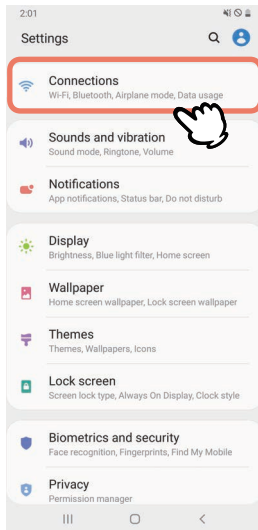 2:01
Settings
Connections
Wi-Fi, Bluetooth, Airplane mode, Data usage
Sounds and vibration
Sound mode, Ringtone, Volume
Notifications
App notifications, Status bar, Do not disturb
Display
Brightness, Blue light filter, Home screen
Wallpaper
Home screen wallpaper, Lock screen wallpaper
Themes
Themes, Wallpapers, Icons
Lock screen
Screen lock type, Always On Display, Clock style
Biometrics and security
Face recognition, Fingerprints, Find My Mobile
Privacy
Permission manager